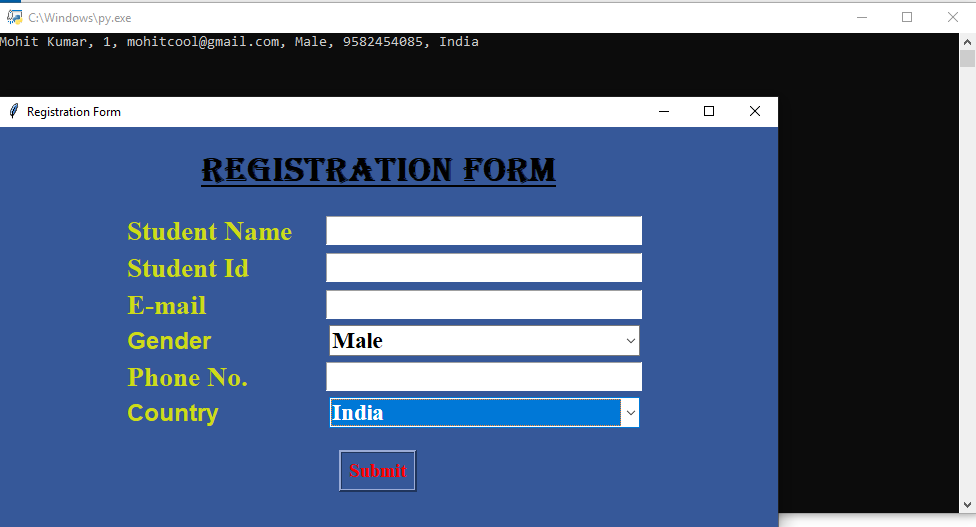 C:\Windows\py.exe
Mohit Kumar, 1, mohitcool@gmail.com, Male, 9582454085, India
Registration Form
REGISTRATION FORM
Student Name
Student Id
E-mail
Gender Male
Phone No.
Country India
Submit